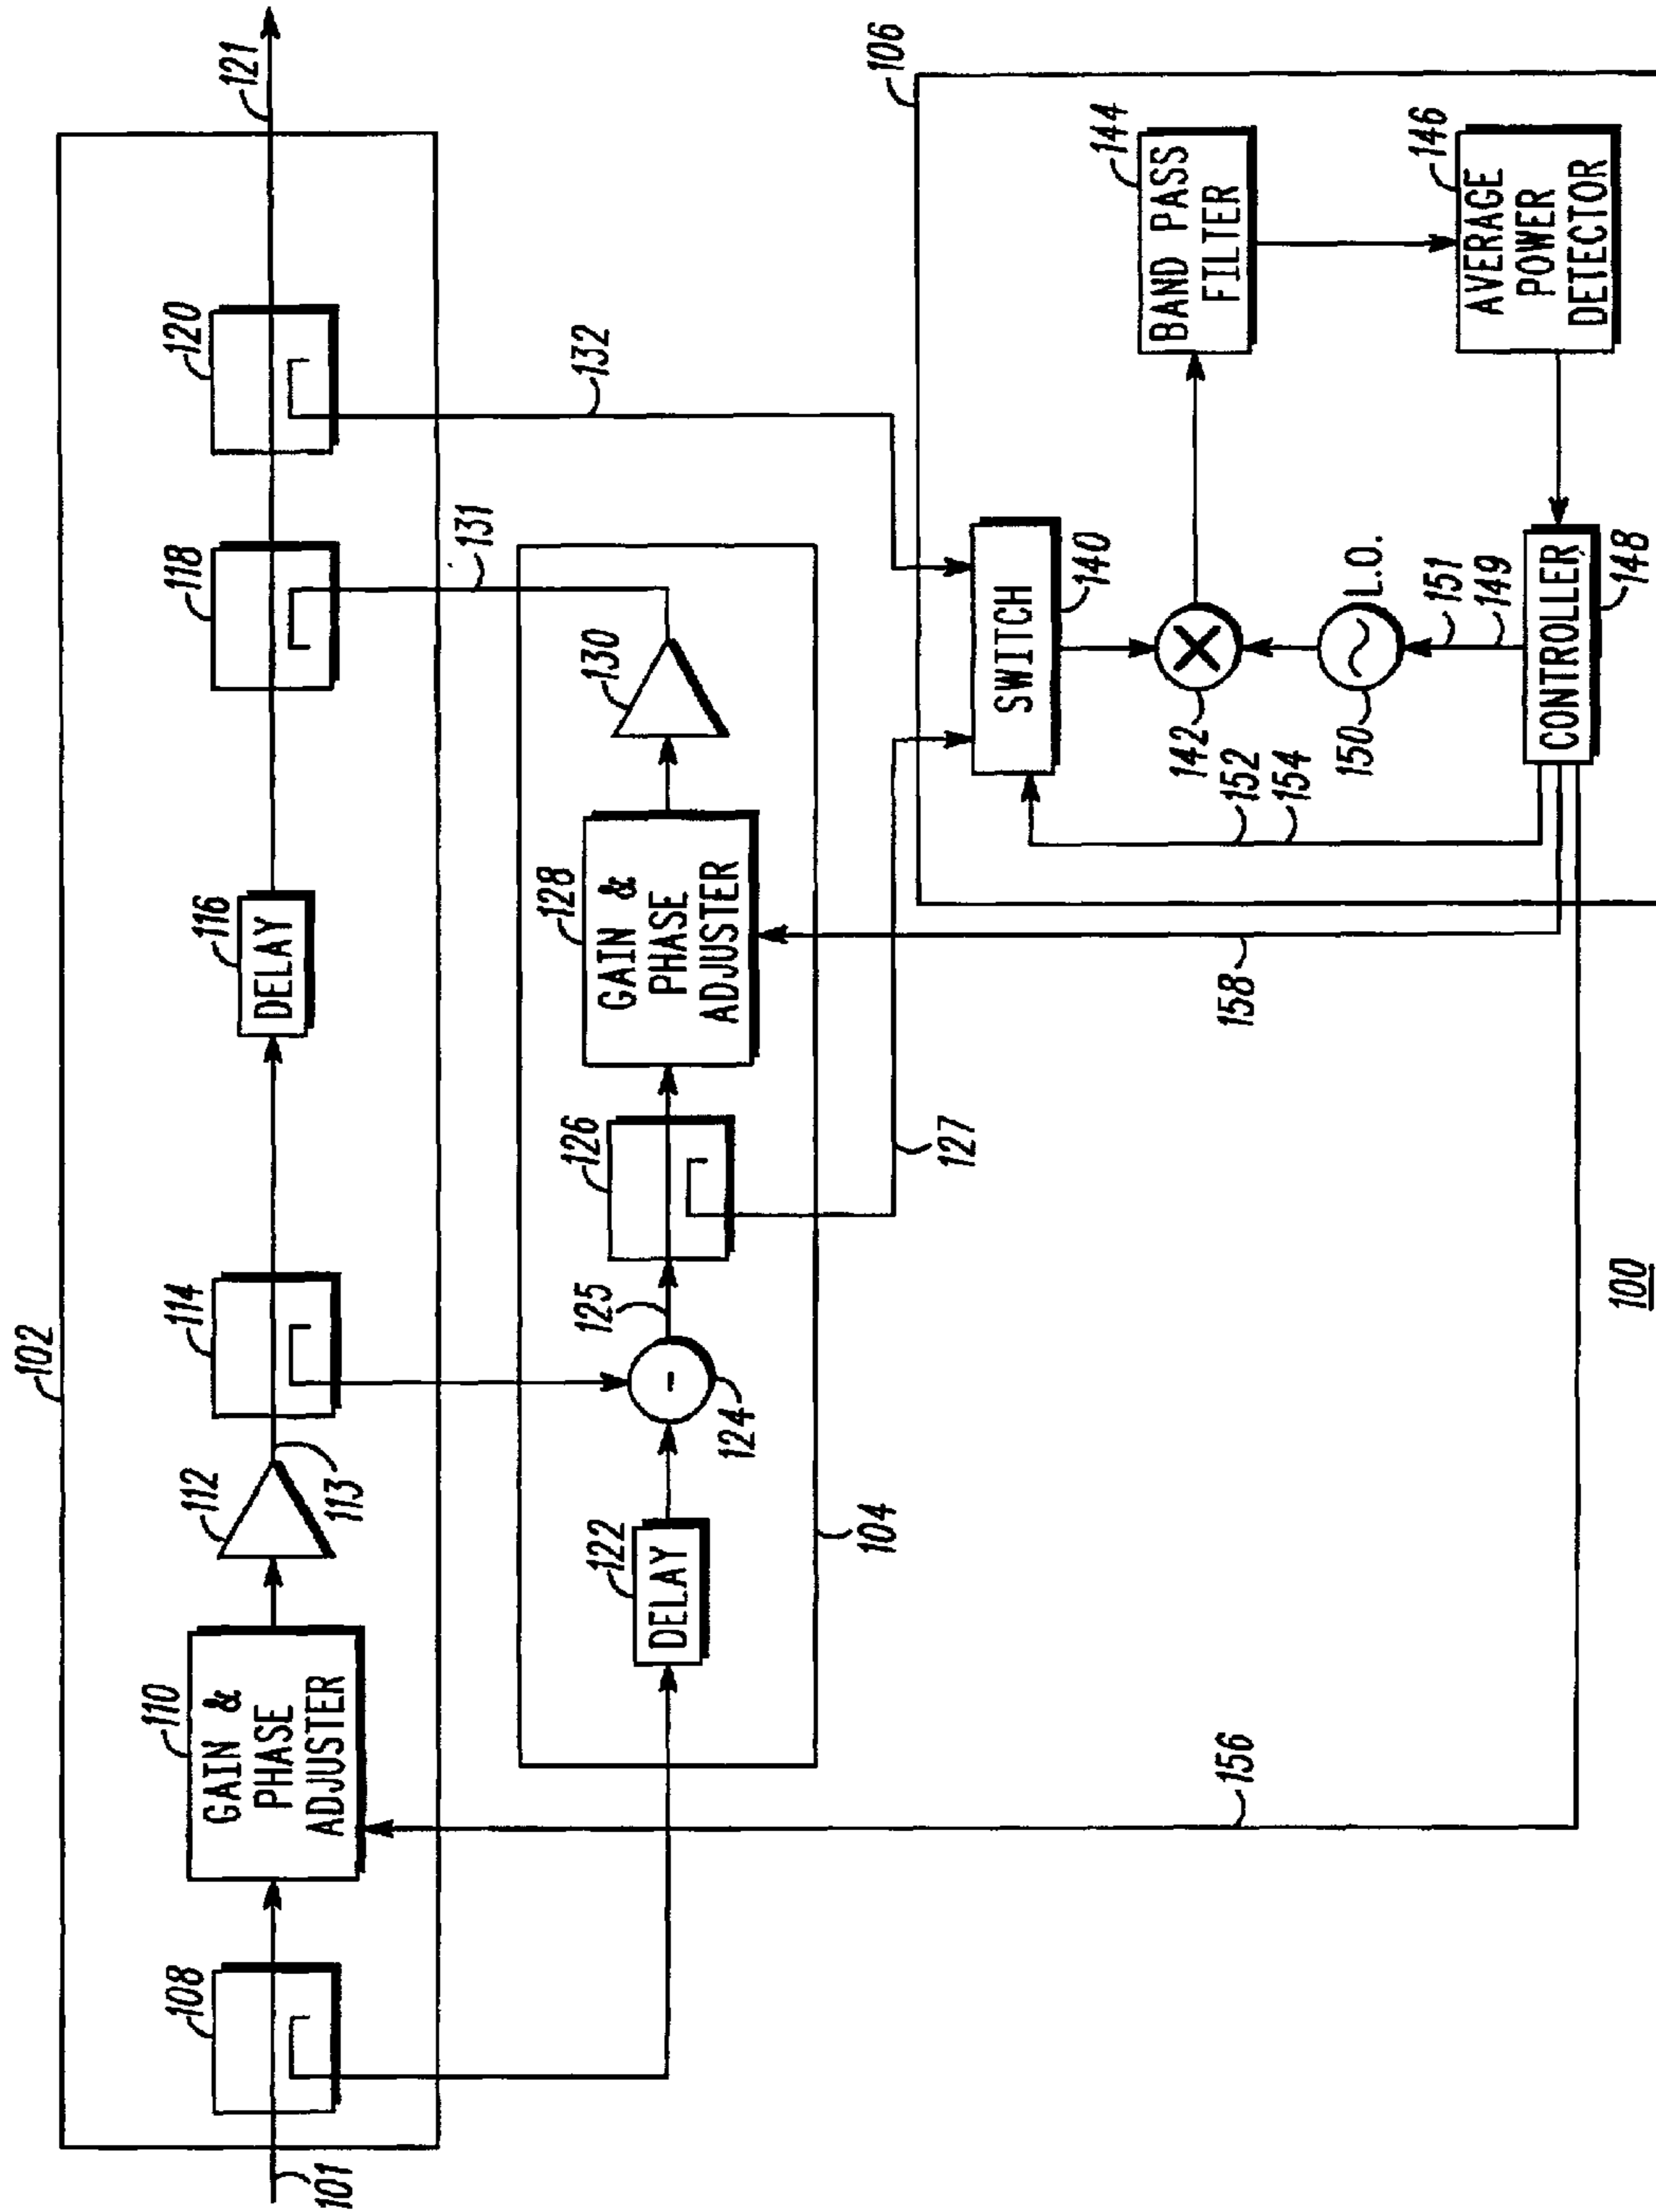 102
101
108
110
GAIN &
PHASE
ADJUSTER
112
113
114
116
DELAY
118
120
121
122
DELAY
124
125
126
128
GAIN &
PHASE
ADJUSTER
130
131
132
104
127
106
SWITCH
140
142
BAND PASS
FILTER
144
150
L.O.
AVERAGE
POWER
DETECTOR
146
151
149
152
154
CONTROLLER
148
156
158
100